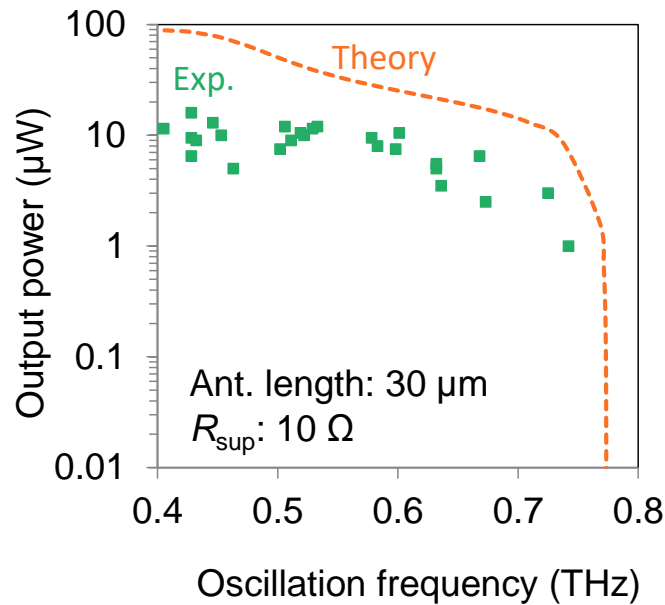 100
10
1
0.1
0.01
Output power (µW)
Theory
Exp.
Ant. length: 30 µm
Rsup: 10 Ω
0.4 0.5 0.6 0.7 0.8
Oscillation frequency (THz)